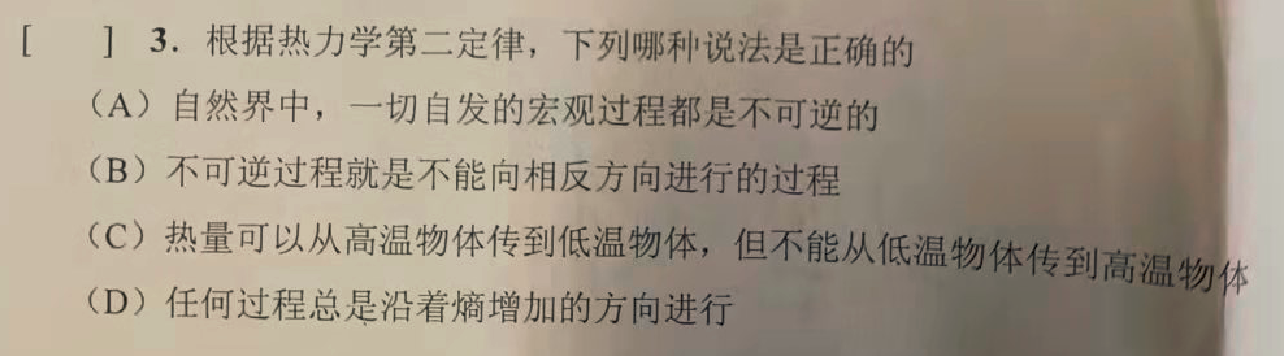 [ ] 3. 根据热力学第二定律，下列哪种说法是正确的
（A）自然界中，一切自发的宏观过程都是不可逆的
（B）不可逆过程就是不能向相反方向进行的过程
（C）热量可以从高温物体传到低温物体，但不能从低温物体传到高温物体
（D）任何过程总是沿着熵增加的方向进行